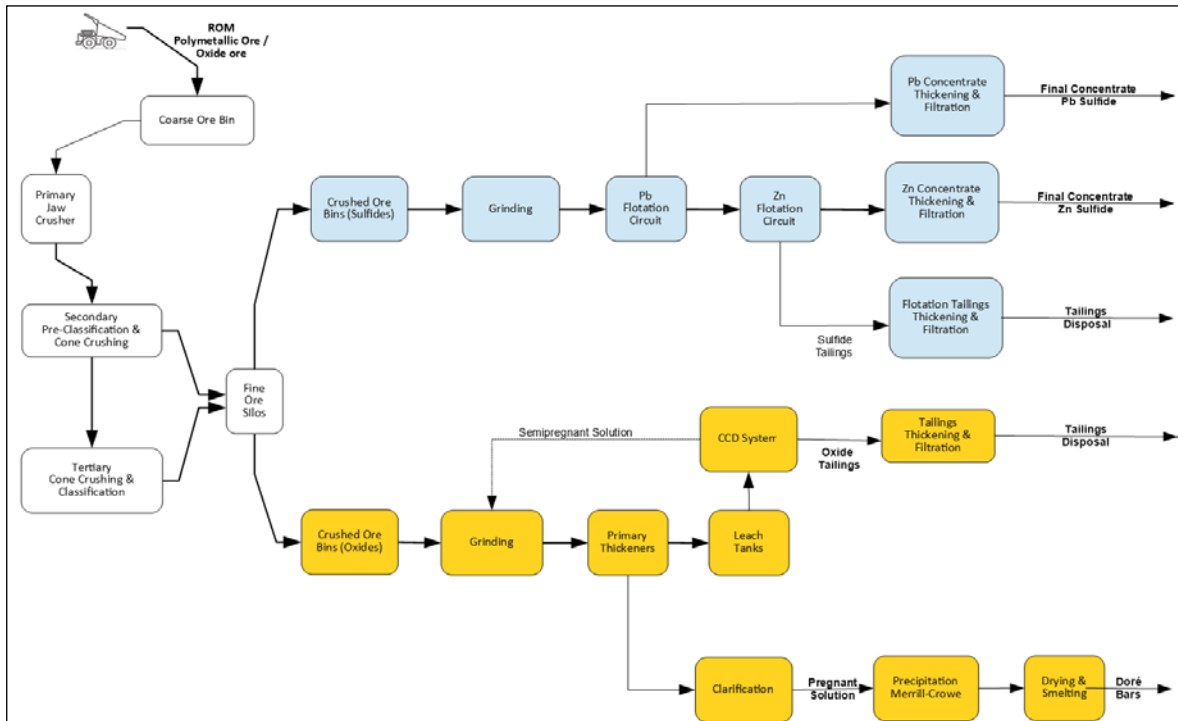 ROM
Polymetallic Ore /
Oxide ore
Coarse Ore Bin
Primary
Jaw
Crusher
Secondary
Pre-Classification &
Cone Crushing
Tertiary
Cone Crushing &
Classification
Fine
Ore
Silos
Crushed Ore
Bins (Sulfides)
Grinding
Pb
Flotation
Circuit
Zn
Flotation
Circuit
Pb Concentrate
Thickening &
Filtration
Final Concentrate
Pb Sulfide
Zn Concentrate
Thickening &
Filtration
Final Concentrate
Zn Sulfide
Flotation Tailings
Thickening &
Filtration
Sulfide
Tailings
Tailings
Disposal
Semipregnant Solution
CCD System
Oxide
Tailings
Tailings
Thickening &
Filtration
Tailings
Disposal
Crushed Ore
Bins (Oxides)
Grinding
Primary
Thickeners
Leach
Tanks
Clarification
Pregnant
Solution
Precipitation
Merrill-Crowe
Drying &
Smelting
Doré
Bars